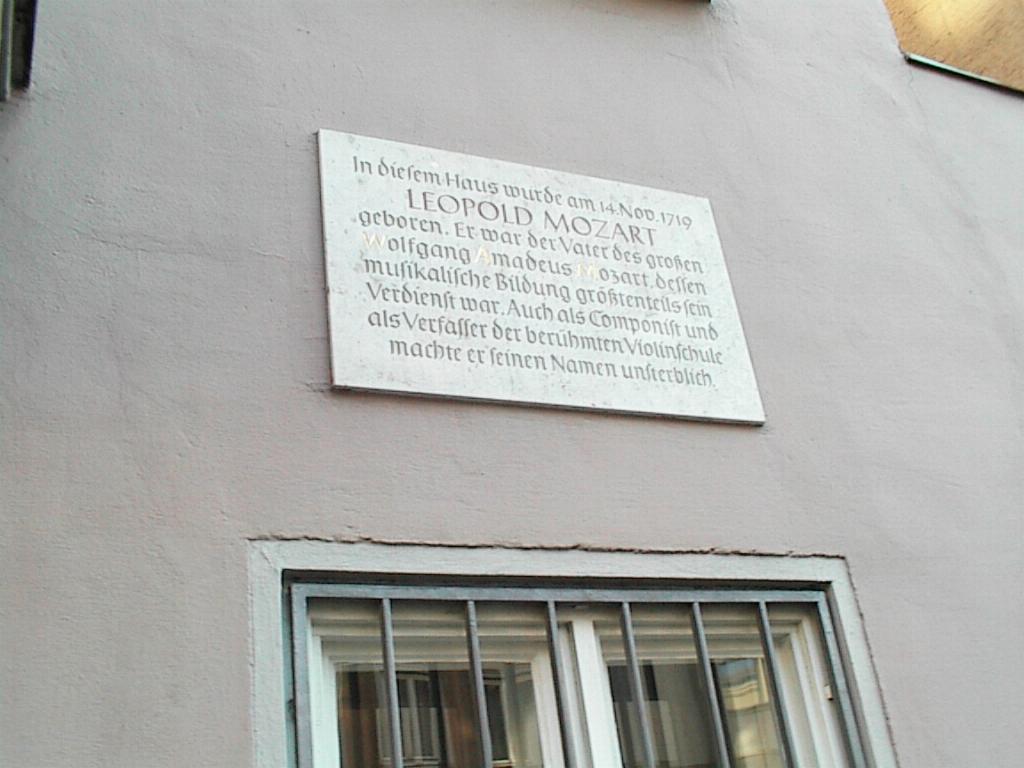 In dieſem Haus wurde am 14. Nov. 1719
LEOPOLD MOZART
geboren. Er war der Vater des großen
Wolfgang Amadeus Mozart, deſſen
muſikaliſche Bildung größtenteils ſein
Verdienſt war. Auch als Componiſt und
als Verfaſſer der berühmten Violinſchule
machte er ſeinen Namen unſterblich.